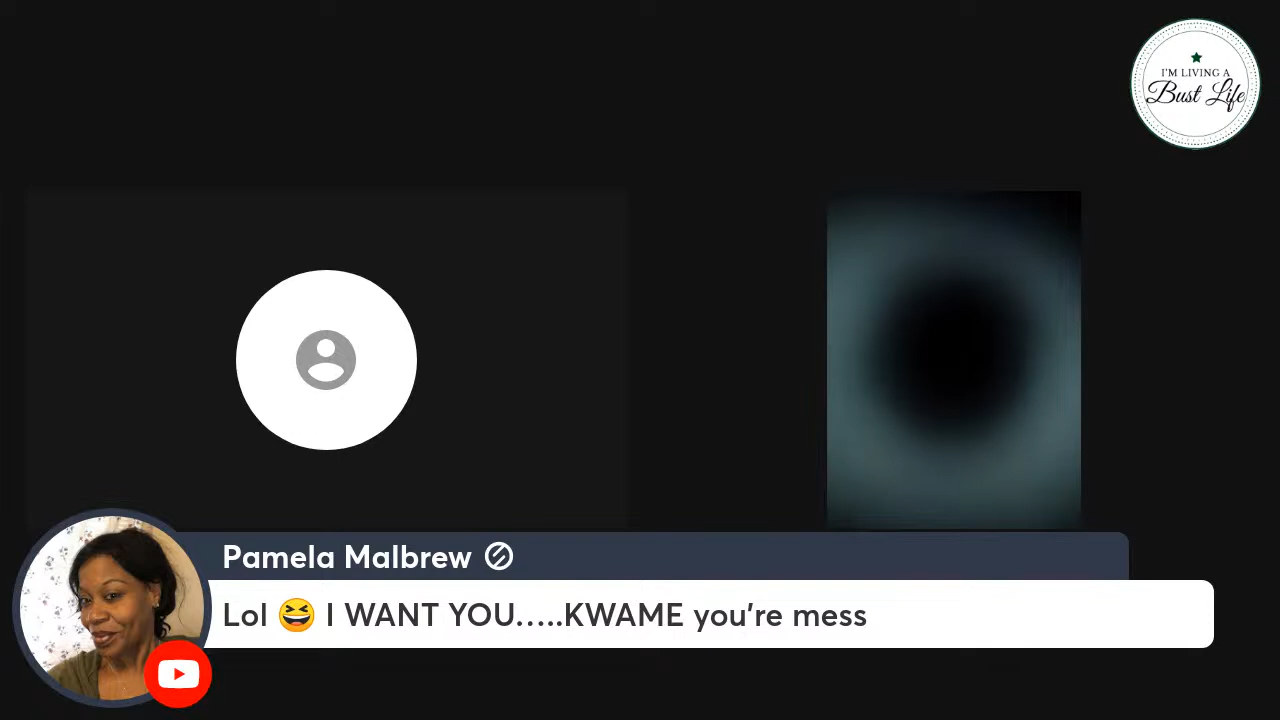 I'M LIVING A
Bust Life
Pamela Malbrew
Lol 😆 I WANT YOU.....KWAME you're mess